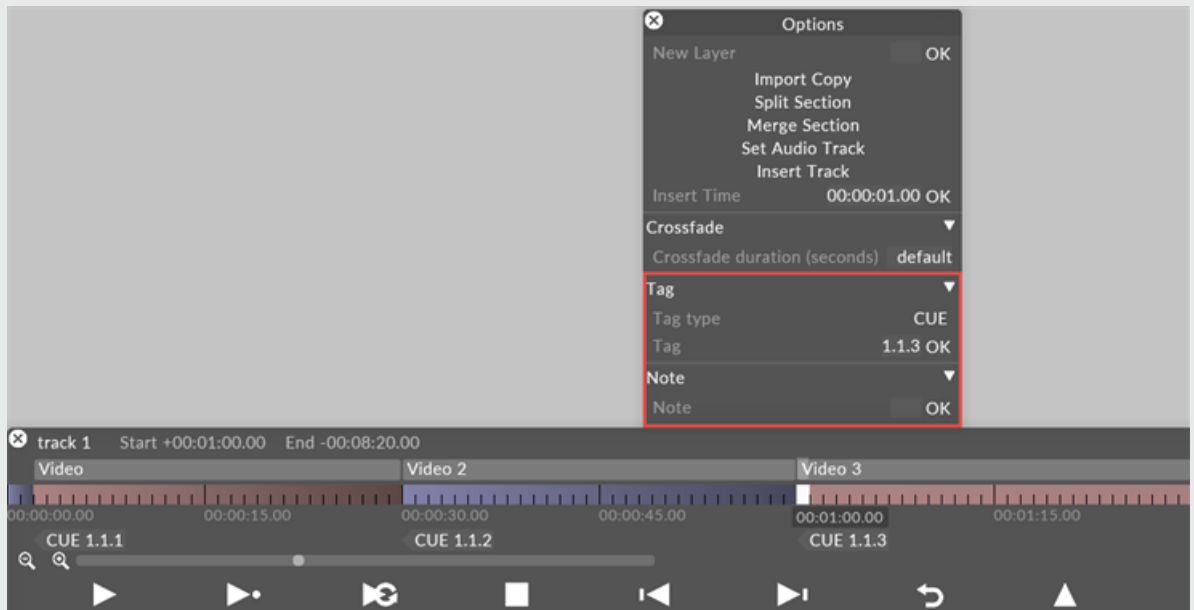 Options
New Layer OK
Import Copy
Split Section
Merge Section
Set Audio Track
Insert Track
Insert Time 00:00:01.00 OK
Crossfade
Crossfade duration (seconds) default
Tag
Tag type CUE
Tag 1.1.3 OK
Note
Note OK
track 1 Start +00:01:00.00 End -00:08:20.00
Video Video 2 Video 3
00:00:00.00 00:00:15.00 00:00:30.00 00:00:45.00 00:01:00.00 00:01:15.00
CUE 1.1.1 CUE 1.1.2 CUE 1.1.3